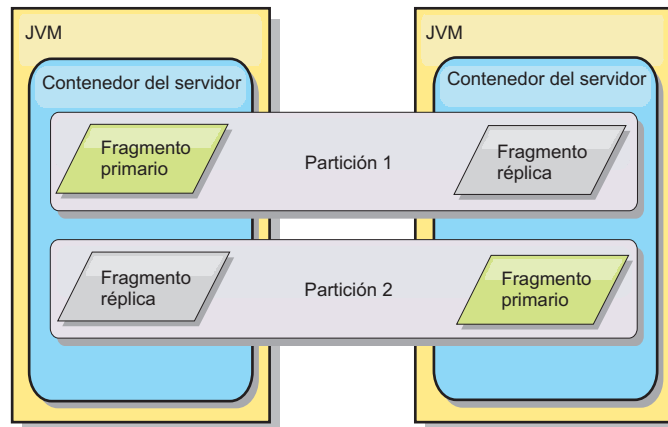 JVM
JVM
Contenedor del servidor
Contenedor del servidor
Fragmento
primario
Partición 1
Fragmento
réplica
Fragmento
réplica
Partición 2
Fragmento
primario